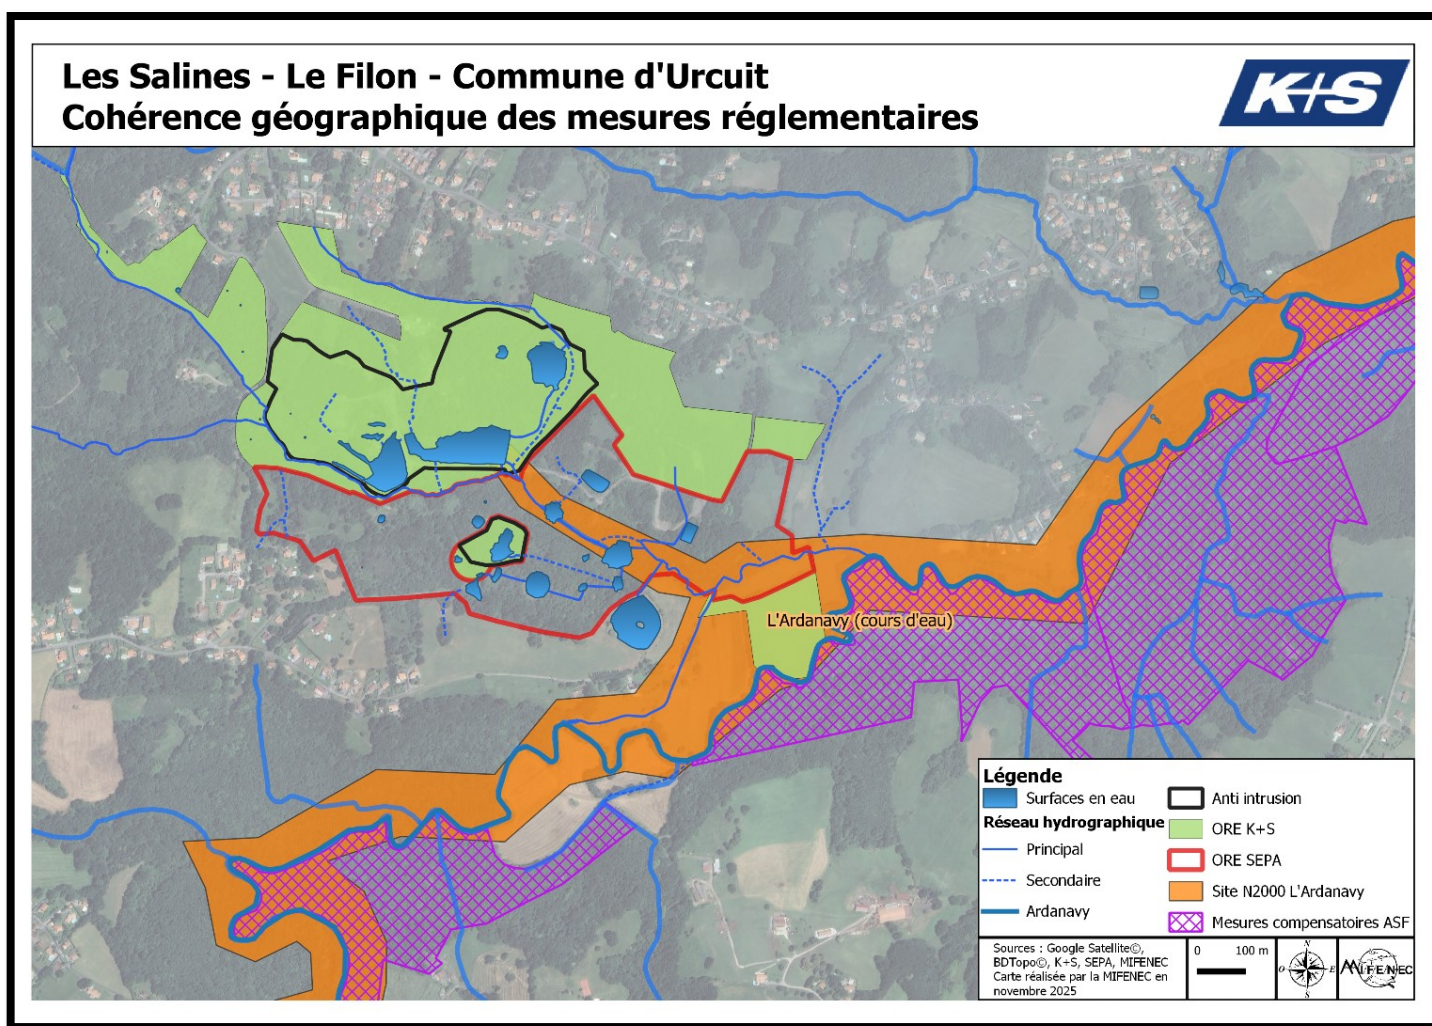 Les Salines - Le Filon - Commune d'Urcuit
Cohérence géographique des mesures réglementaires
K+S
L'Ardanavy (cours d'eau)
Légende
Surfaces en eau
Réseau hydrographique
Principal
Secondaire
Ardanavy
Anti intrusion
ORE K+S
ORE SEPA
Site N2000 L'Ardanavy
Mesures compensatoires ASF
Sources : Google Satellite©,
BDTopo©, K+S, SEPA, MIFENEC
Carte réalisée par la MIFENEC en
novembre 2025
0 100 m
N
O E
S
MIFENEC